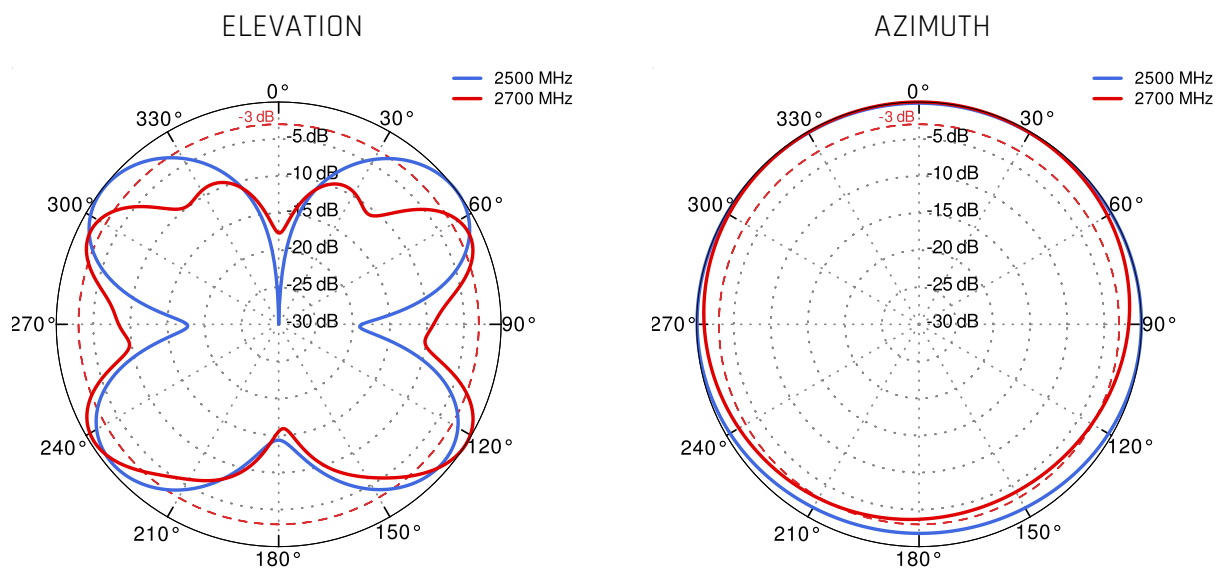 ELEVATION
2500 MHz
2700 MHz
0°
-3 dB
330°
30°
-5 dB
-10 dB
300°
60°
-15 dB
-20 dB
-25 dB
270°
-30 dB
90°
240°
120°
210°
150°
180°
AZIMUTH
2500 MHz
2700 MHz
0°
-3 dB
330°
30°
-5 dB
-10 dB
300°
60°
-15 dB
-20 dB
-25 dB
270°
-30 dB
90°
240°
120°
210°
150°
180°